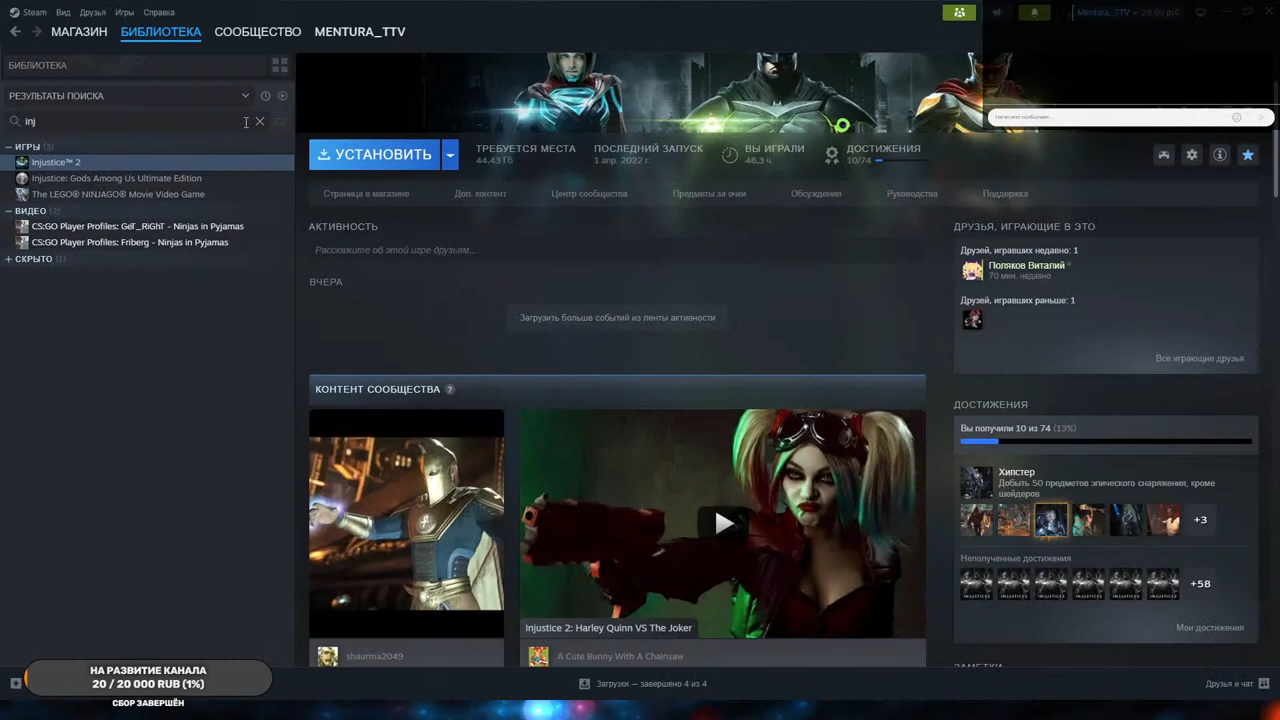 Steam Вид Друзья Игры Справка
Mentura_TTV
МАГАЗИН БИБЛИОТЕКА СООБЩЕСТВО MENTURA_TTV
БИБЛИОТЕКА
РЕЗУЛЬТАТЫ ПОИСКА
inj
ИГРЫ (3)
Injustice™ 2
Injustice: Gods Among Us Ultimate Edition
The LEGO® NINJAGO® Movie Video Game
ВИДЕО (2)
CS:GO Player Profiles: GeT_RiGhT - Ninjas in Pyjamas
CS:GO Player Profiles: Friberg - Ninjas in Pyjamas
СКРЫТО (1)
УСТАНОВИТЬ
ТРЕБУЕТСЯ МЕСТА
44,43 Гб
ПОСЛЕДНИЙ ЗАПУСК
1 апр. 2022 г.
ВЫ ИГРАЛИ
48.3 ч.
ДОСТИЖЕНИЯ
10/74
Страница в магазине Доп. контент Центр сообщества Предметы за очки Обсуждения Руководства Поддержка
АКТИВНОСТЬ
Расскажите об этой игре друзьям...
ВЧЕРА
Загрузить больше событий из ленты активности
КОНТЕНТ СООБЩЕСТВА ?
Injustice 2: Harley Quinn VS The Joker
shaurma2049
A Cute Bunny With A Chainsaw
ДРУЗЬЯ, ИГРАЮЩИЕ В ЭТО
Друзей, игравших недавно: 1
Поляков Виталий
70 мин. недавно
Друзей, игравших раньше: 1
Все играющие друзья
ДОСТИЖЕНИЯ
Вы получили 10 из 74 (13%)
Хипстер
Добыть 50 предметов эпического снаряжения, кроме
шейдеров
+3
Неполученные достижения
+58
Мои достижения
ЗАМЕТКИ
НА РАЗВИТИЕ КАНАЛА
20 / 20 000 RUB (1%)
СБОР ЗАВЕРШЁН
Загрузки — завершено 4 из 4
Друзья и чат